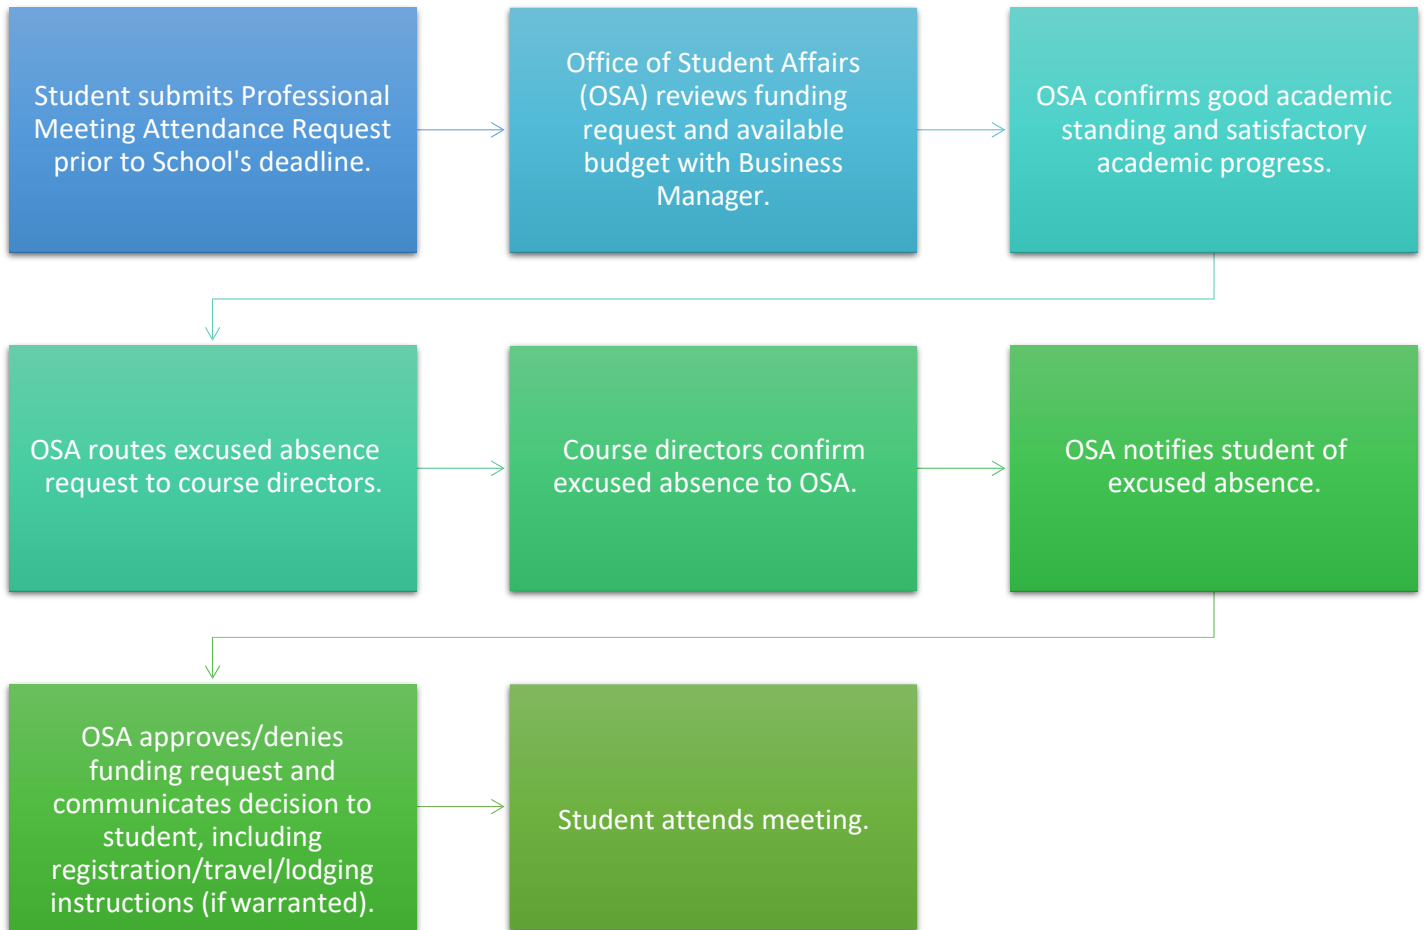 Student submits Professional
Meeting Attendance Request
prior to School's deadline.
Office of Student Affairs
(OSA) reviews funding
request and available
budget with Business
Manager.
OSA confirms good academic
standing and satisfactory
academic progress.
OSA routes excused absence
request to course directors.
Course directors confirm
excused absence to OSA.
OSA notifies student of
excused absence.
OSA approves/denies
funding request and
communicates decision to
student, including
registration/travel/lodging
instructions (if warranted).
Student attends meeting.